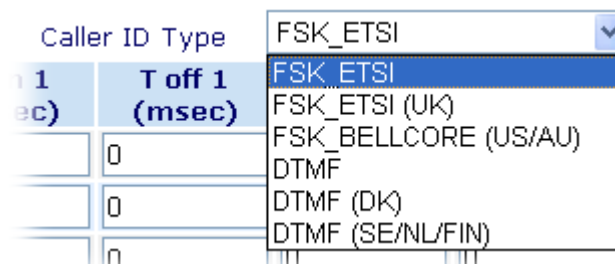 Caller ID Type FSK_ETSI
1 T off 1 FSK_ETSI
(msec) FSK_ETSI (UK)
FSK_BELLCORE (US/AU)
0 DTMF
DTMF (DK)
0 DTMF (SE/NL/FIN)